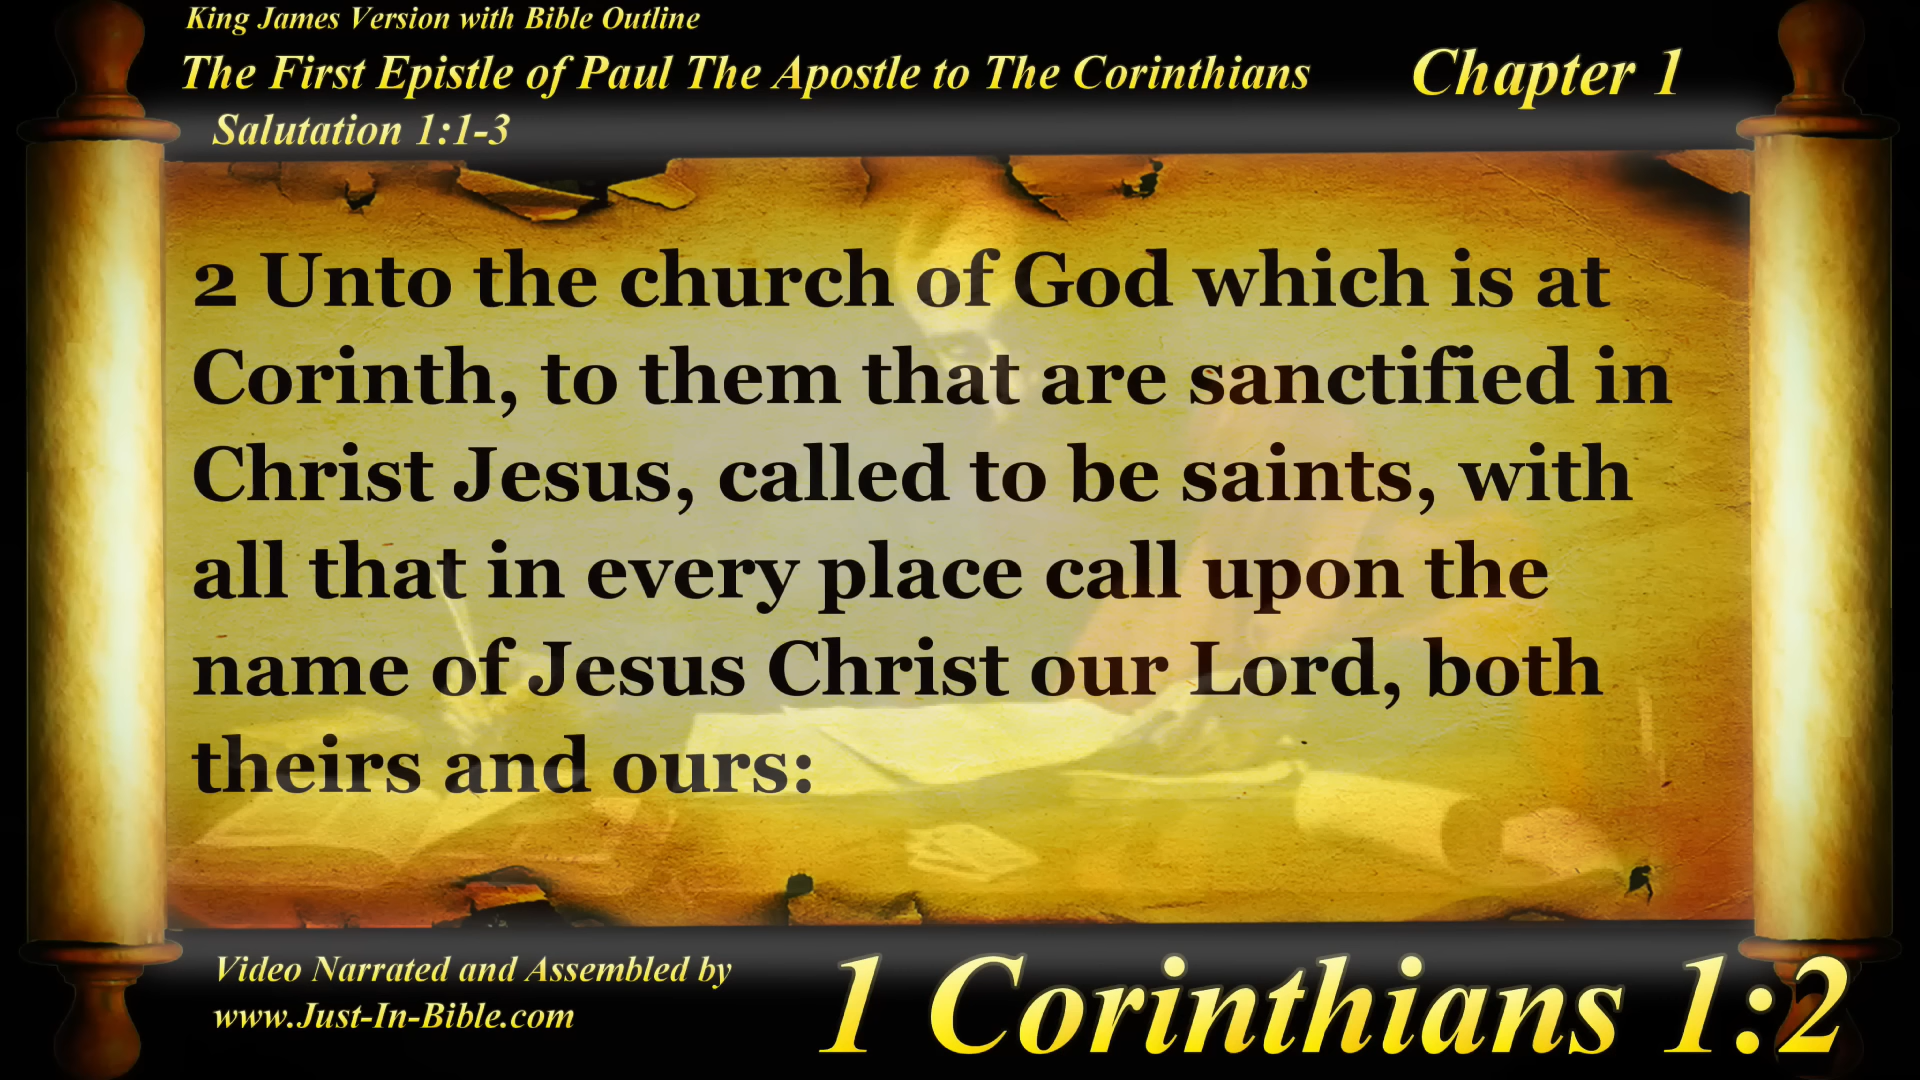 King James Version with Bible Outline
The First Epistle of Paul The Apostle to The Corinthians
Chapter 1
Salutation 1:1-3
2 Unto the church of God which is at
Corinth, to them that are sanctified in
Christ Jesus, called to be saints, with
all that in every place call upon the
name of Jesus Christ our Lord, both
theirs and ours:
Video Narrated and Assembled by
www.Just-In-Bible.com
1 Corinthians 1:2